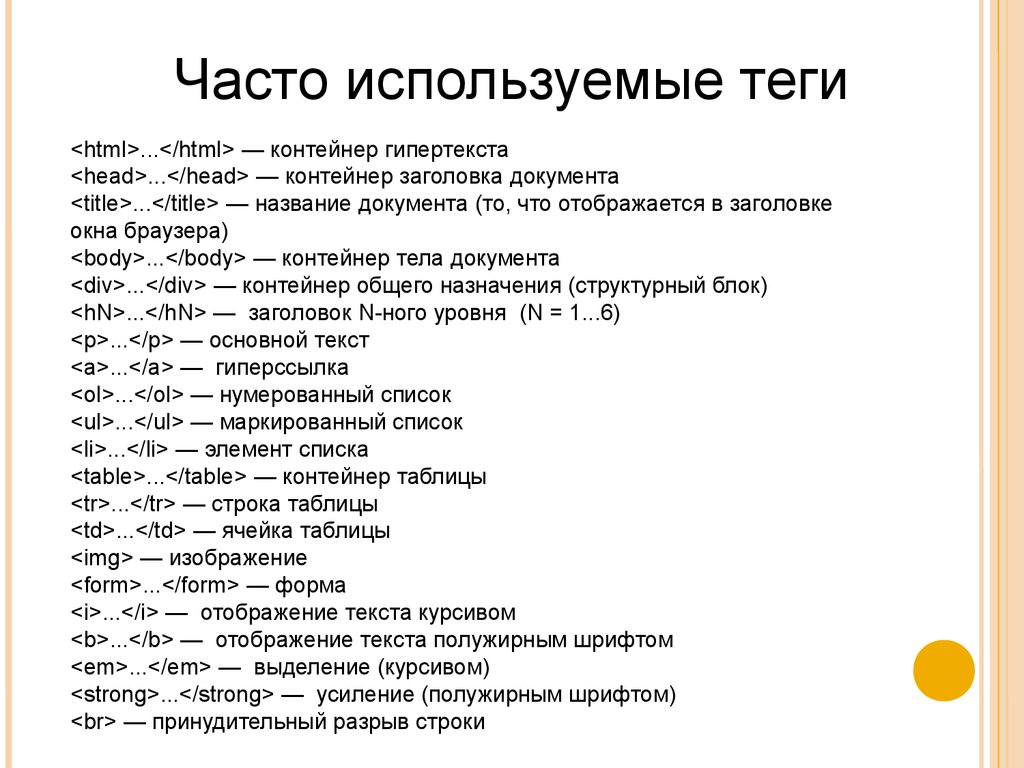 Часто используемые теги
<html>...</html> — контейнер гипертекста
<head>...</head> — контейнер заголовка документа
<title>...</title> — название документа (то, что отображается в заголовке
окна браузера)
<body>...</body> — контейнер тела документа
<div>...</div> — контейнер общего назначения (структурный блок)
<hN>...</hN> —  заголовок N-ного уровня  (N = 1...6)
<p>...</p> — основной текст
<a>...</a> —  гиперссылка
<ol>...</ol> — нумерованный список
<ul>...</ul> — маркированный список
<li>...</li> — элемент списка
<table>...</table> — контейнер таблицы
<tr>...</tr> — строка таблицы
<td>...</td> — ячейка таблицы
<img> — изображение
<form>...</form> — форма
<i>...</i> —  отображение текста курсивом
<b>...</b> —  отображение текста полужирным шрифтом
<em>...</em> —  выделение (курсивом)
<strong>...</strong> —  усиление (полужирным шрифтом)
<br> — принудительный разрыв строки